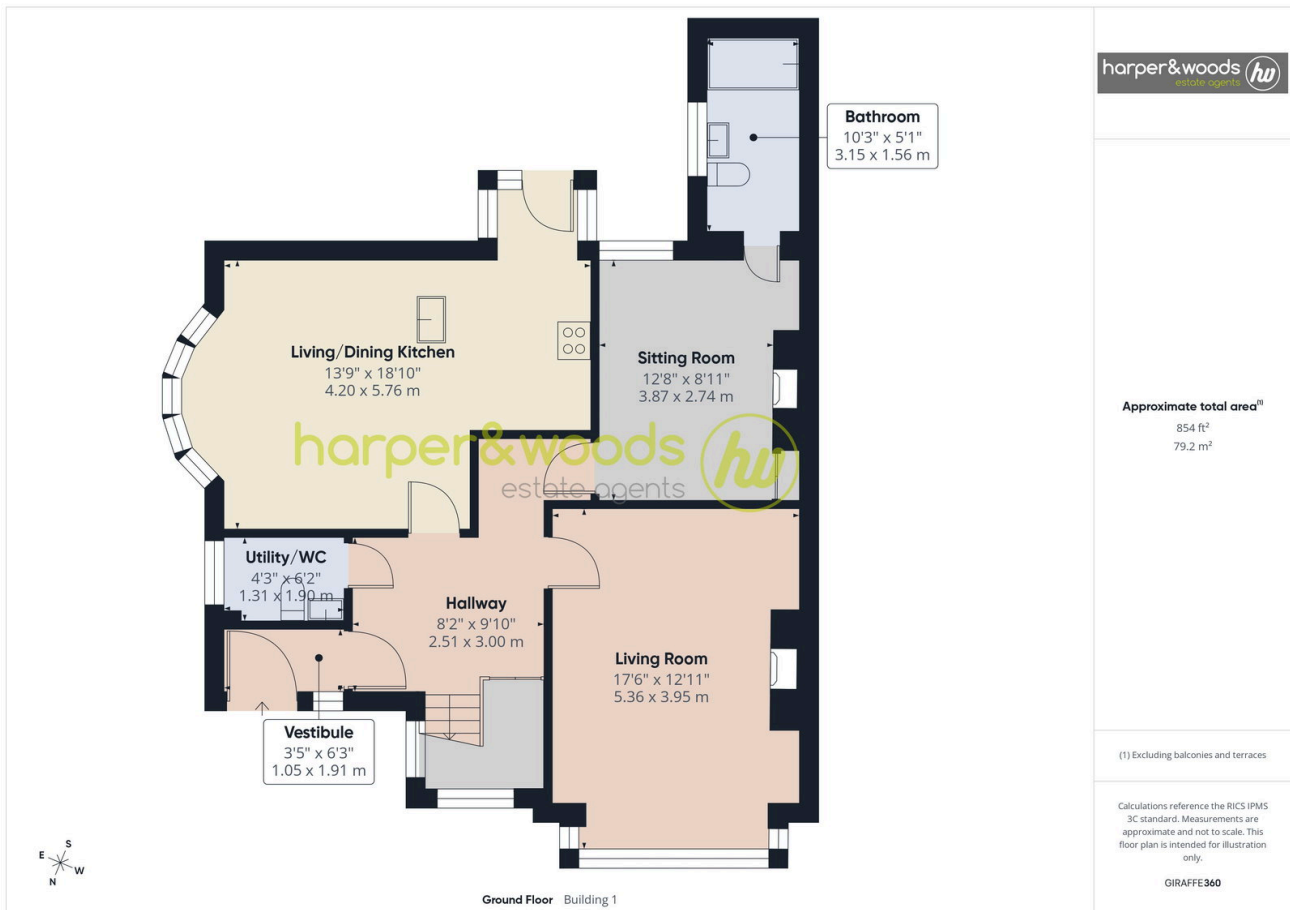 harper&woods hw
estate agents
Bathroom
10'3" x 5'1"
3.15 x 1.56 m
Living/Dining Kitchen
13'9" x 18'10"
4.20 x 5.76 m
Sitting Room
12'8" x 8'11"
3.87 x 2.74 m
harper&woods hw
estate agents
Utility/WC
4'3" x 6'2"
1.31 x 1.90 m
Hallway
8'2" x 9'10"
2.51 x 3.00 m
Living Room
17'6" x 12'11"
5.36 x 3.95 m
Vestibule
3'5" x 6'3"
1.05 x 1.91 m
S
E
W
N
Ground Floor Building 1
Approximate total area(1)
854 ft²
79.2 m²
(1) Excluding balconies and terraces
Calculations reference the RICS IPMS
3C standard. Measurements are
approximate and not to scale. This
floor plan is intended for illustration
only.
GIRAFFE360